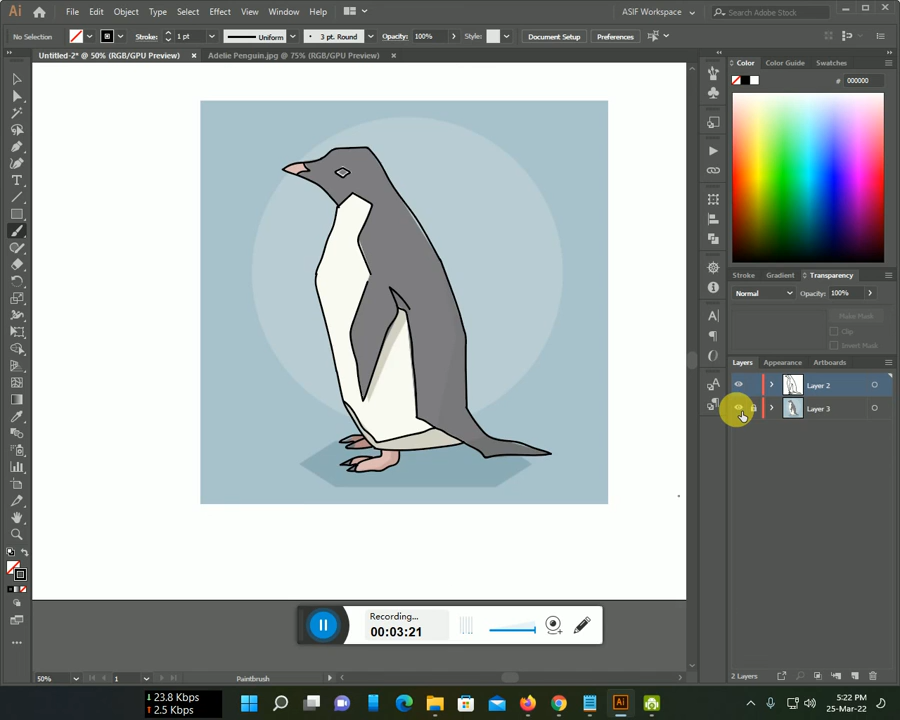 Ai File Edit Object Type Select Effect View Window Help ASIF Workspace Search Adobe Stock
No Selection Stroke: 1 pt Uniform 3 pt. Round Opacity: 100% Style: Document Setup Preferences
Untitled-2* @ 50% (RGB/GPU Preview) × Adelie Penguin.jpg @ 75% (RGB/GPU Preview) ×
Color Color Guide Swatches
# 000000
Stroke Gradient Transparency
Normal Opacity: 100%
Make Mask
Clip
Invert Mask
Layers Appearance Artboards
Layer 2
Layer 3
Recording...
00:03:21
50% 1 Paintbrush 2 Layers
23.8 Kbps
2.5 Kbps
5:22 PM
25-Mar-22